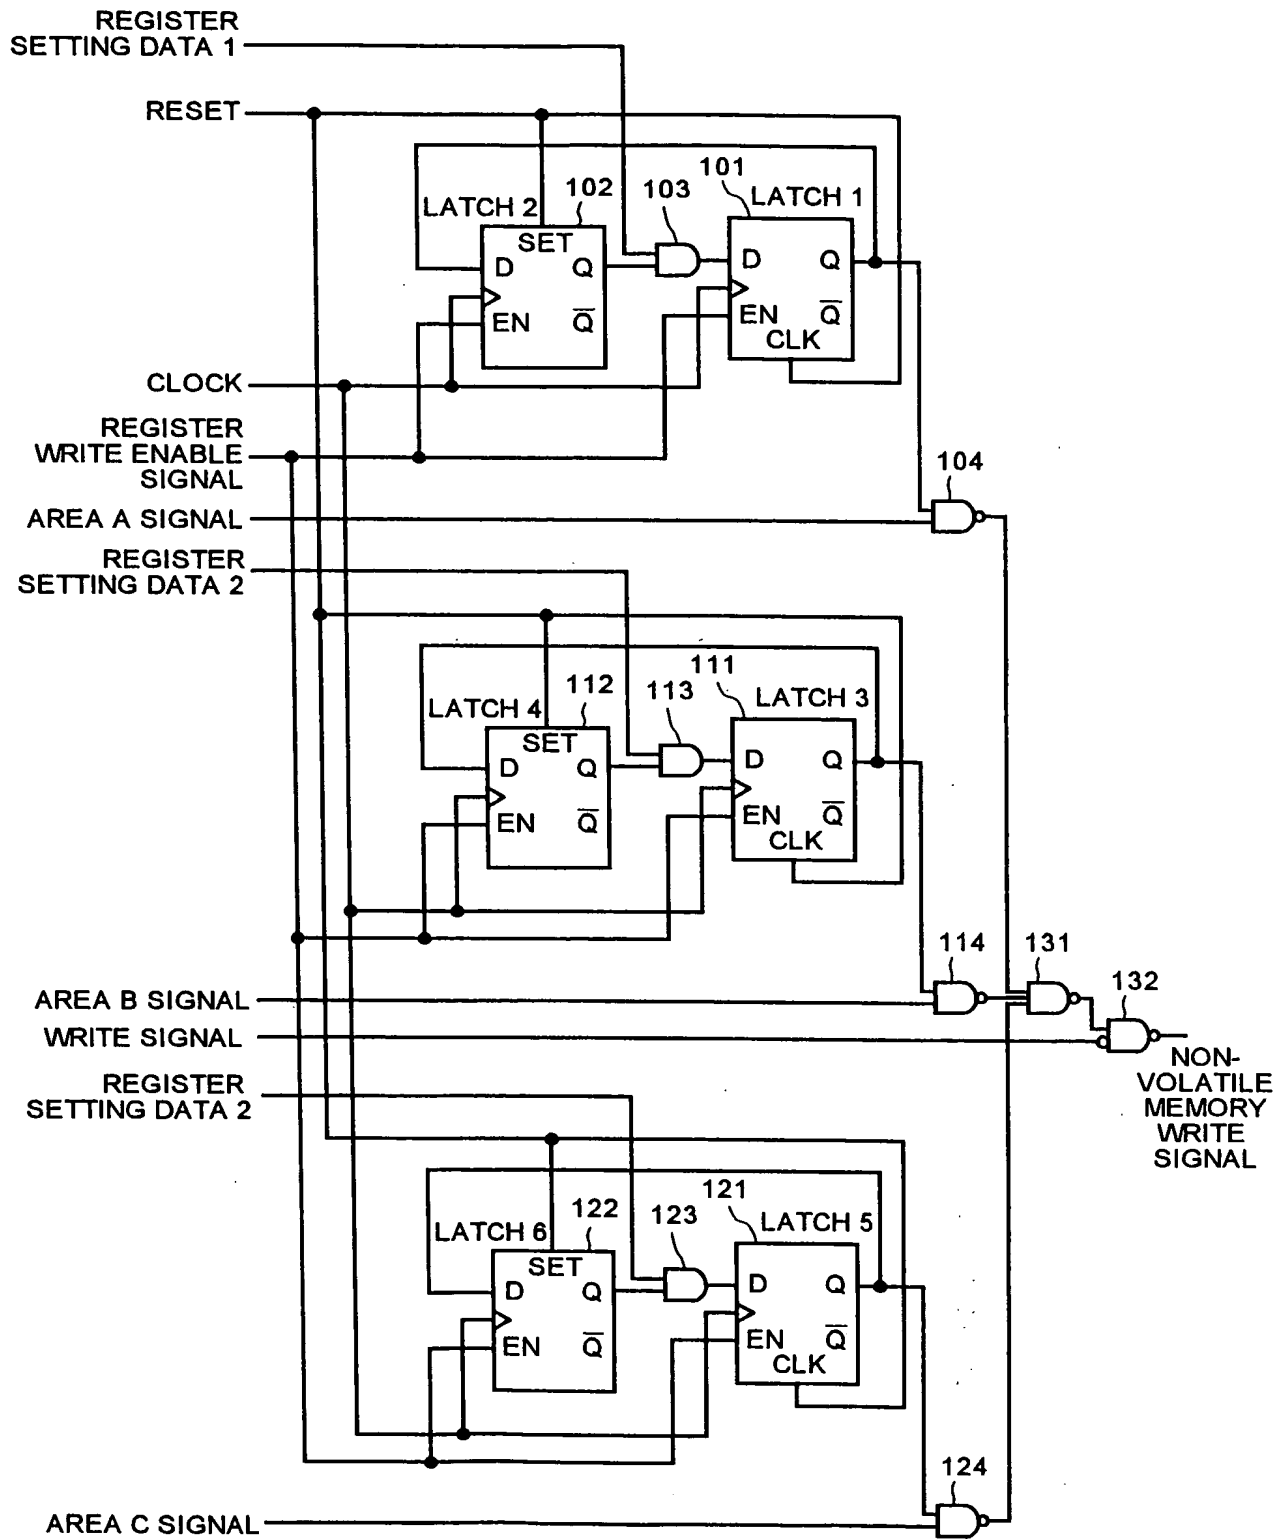 REGISTER
SETTING DATA 1
RESET
101
102
103
LATCH 1
LATCH 2
SET
D
Q
D
Q
EN
Q̅
EN
Q̅
CLK
CLOCK
REGISTER
WRITE ENABLE
SIGNAL
104
AREA A SIGNAL
REGISTER
SETTING DATA 2
111
112
113
LATCH 3
LATCH 4
SET
D
Q
D
Q
EN
Q̅
EN
Q̅
CLK
114
131
132
AREA B SIGNAL
WRITE SIGNAL
NON-
VOLATILE
MEMORY
WRITE
SIGNAL
REGISTER
SETTING DATA 2
121
122
123
LATCH 5
LATCH 6
SET
D
Q
D
Q
EN
Q̅
EN
Q̅
CLK
124
AREA C SIGNAL